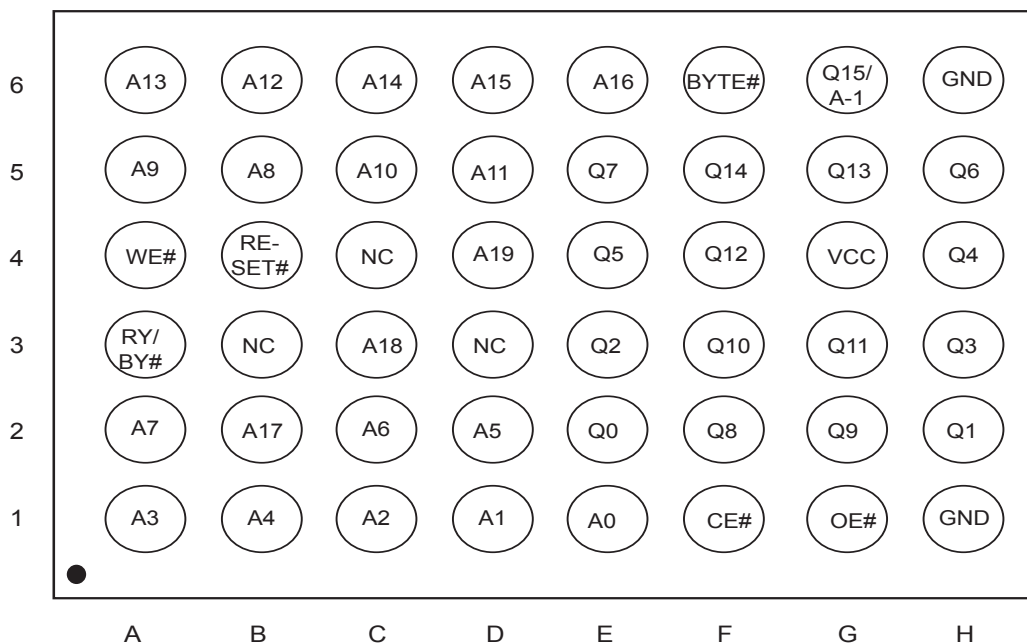 6 A13 A12 A14 A15 A16 BYTE# Q15/ GND
A-1
5 A9 A8 A10 A11 Q7 Q14 Q13 Q6
4 WE# RE- NC A19 Q5 Q12 VCC Q4
SET#
3 RY/ NC A18 NC Q2 Q10 Q11 Q3
BY#
2 A7 A17 A6 A5 Q0 Q8 Q9 Q1
1 A3 A4 A2 A1 A0 CE# OE# GND
A B C D E F G H